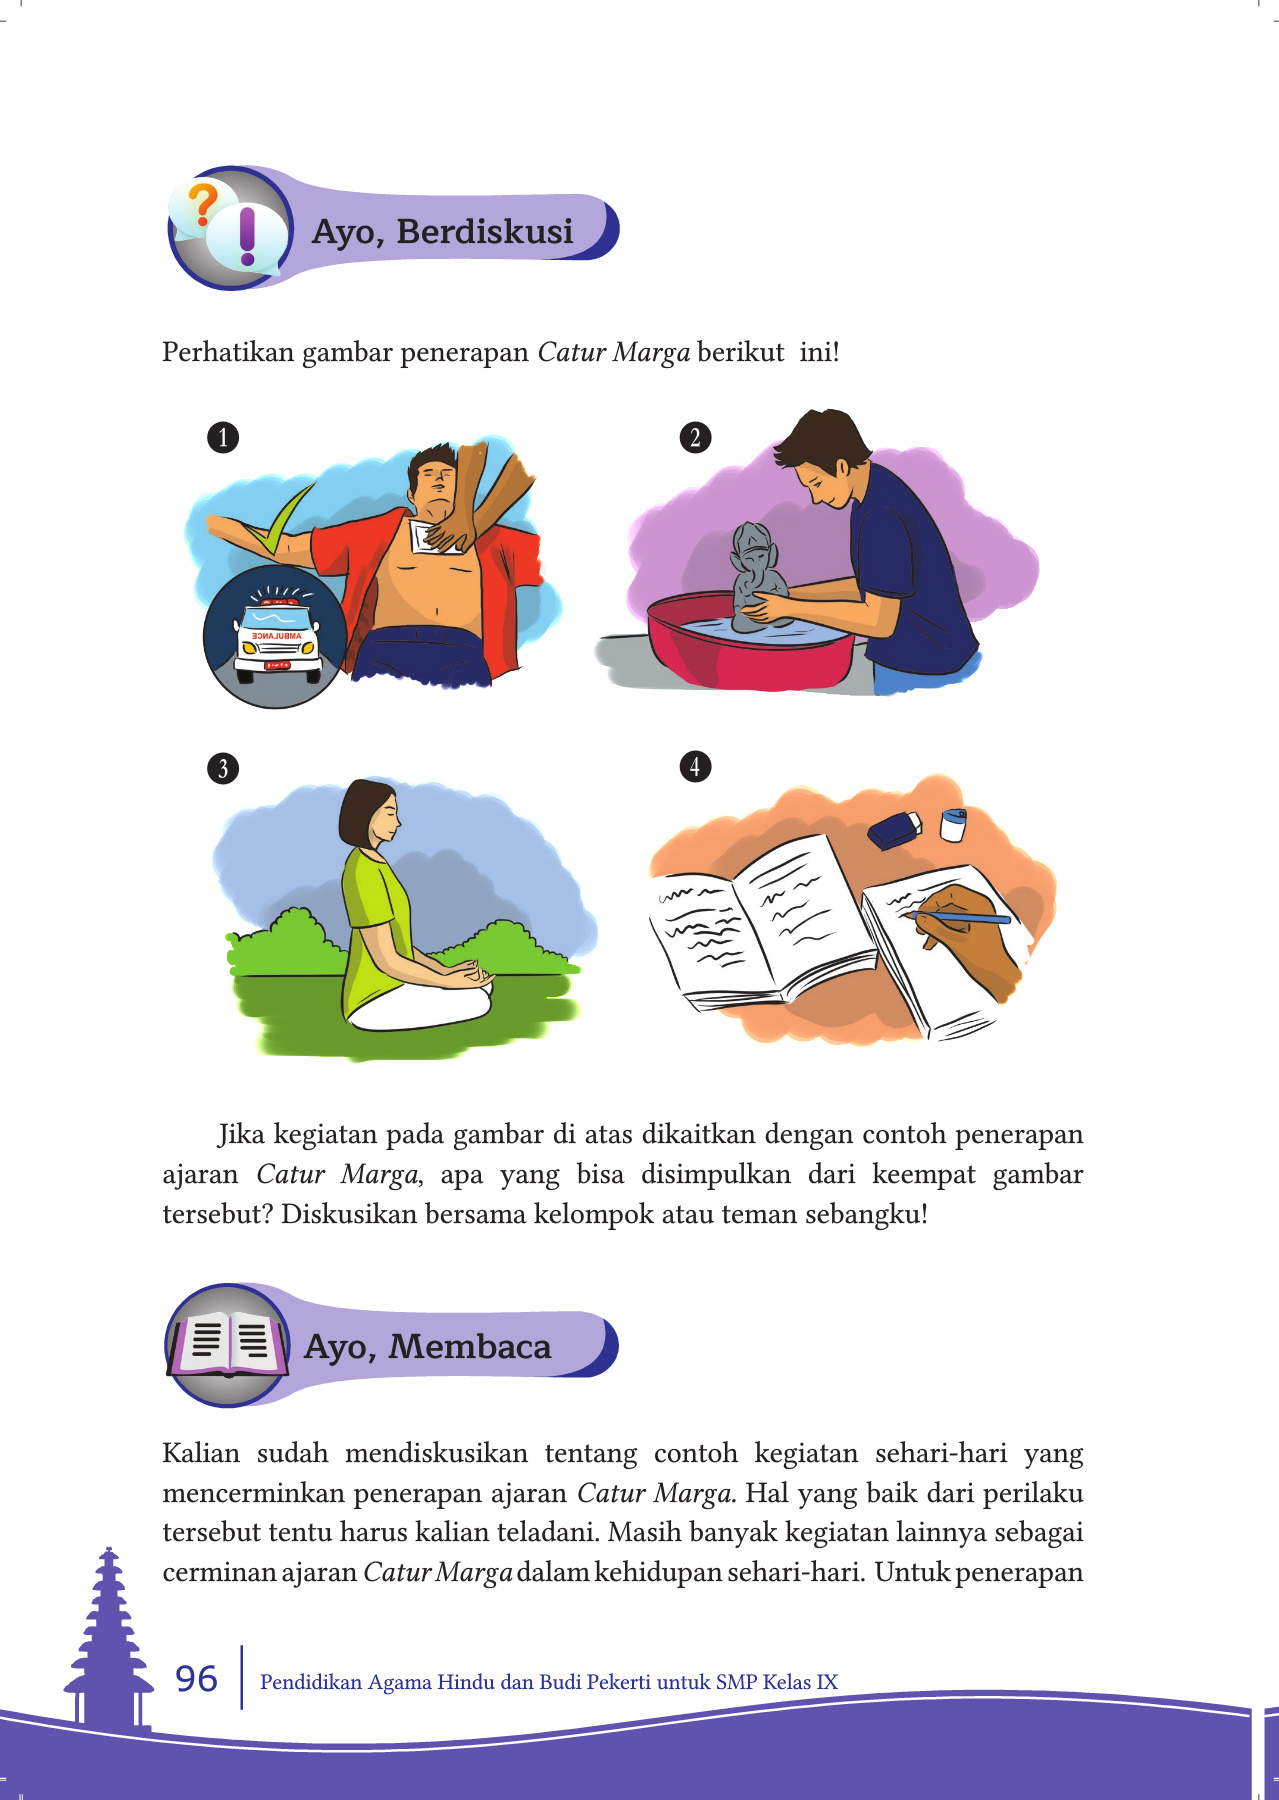 Ayo, Berdiskusi
Perhatikan gambar penerapan Catur Marga berikut ini!
1
2
AMBULANCE
3
4
Jika kegiatan pada gambar di atas dikaitkan dengan contoh penerapan
ajaran Catur Marga, apa yang bisa disimpulkan dari keempat gambar
tersebut? Diskusikan bersama kelompok atau teman sebangku!
Ayo, Membaca
Kalian sudah mendiskusikan tentang contoh kegiatan sehari-hari yang
mencerminkan penerapan ajaran Catur Marga. Hal yang baik dari perilaku
tersebut tentu harus kalian teladani. Masih banyak kegiatan lainnya sebagai
cerminan ajaran Catur Marga dalam kehidupan sehari-hari. Untuk penerapan
96
Pendidikan Agama Hindu dan Budi Pekerti untuk SMP Kelas IX